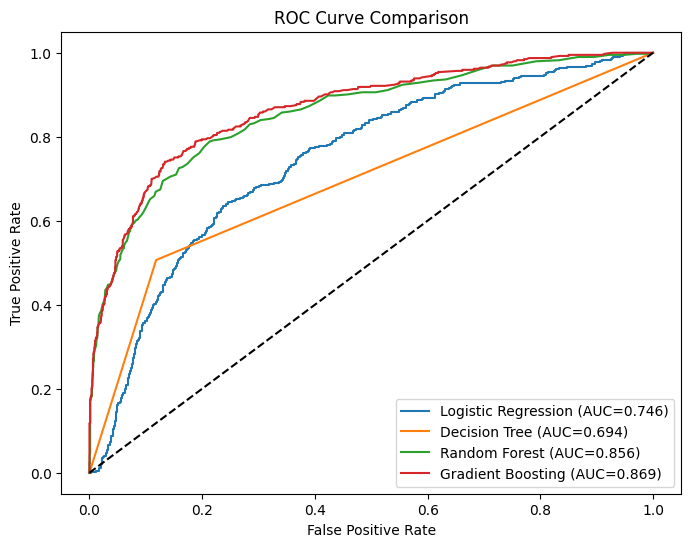 ROC Curve Comparison
True Positive Rate
1.0
0.8
0.6
0.4
0.2
0.0
0.0 0.2 0.4 0.6 0.8 1.0
False Positive Rate
Logistic Regression (AUC=0.746)
Decision Tree (AUC=0.694)
Random Forest (AUC=0.856)
Gradient Boosting (AUC=0.869)